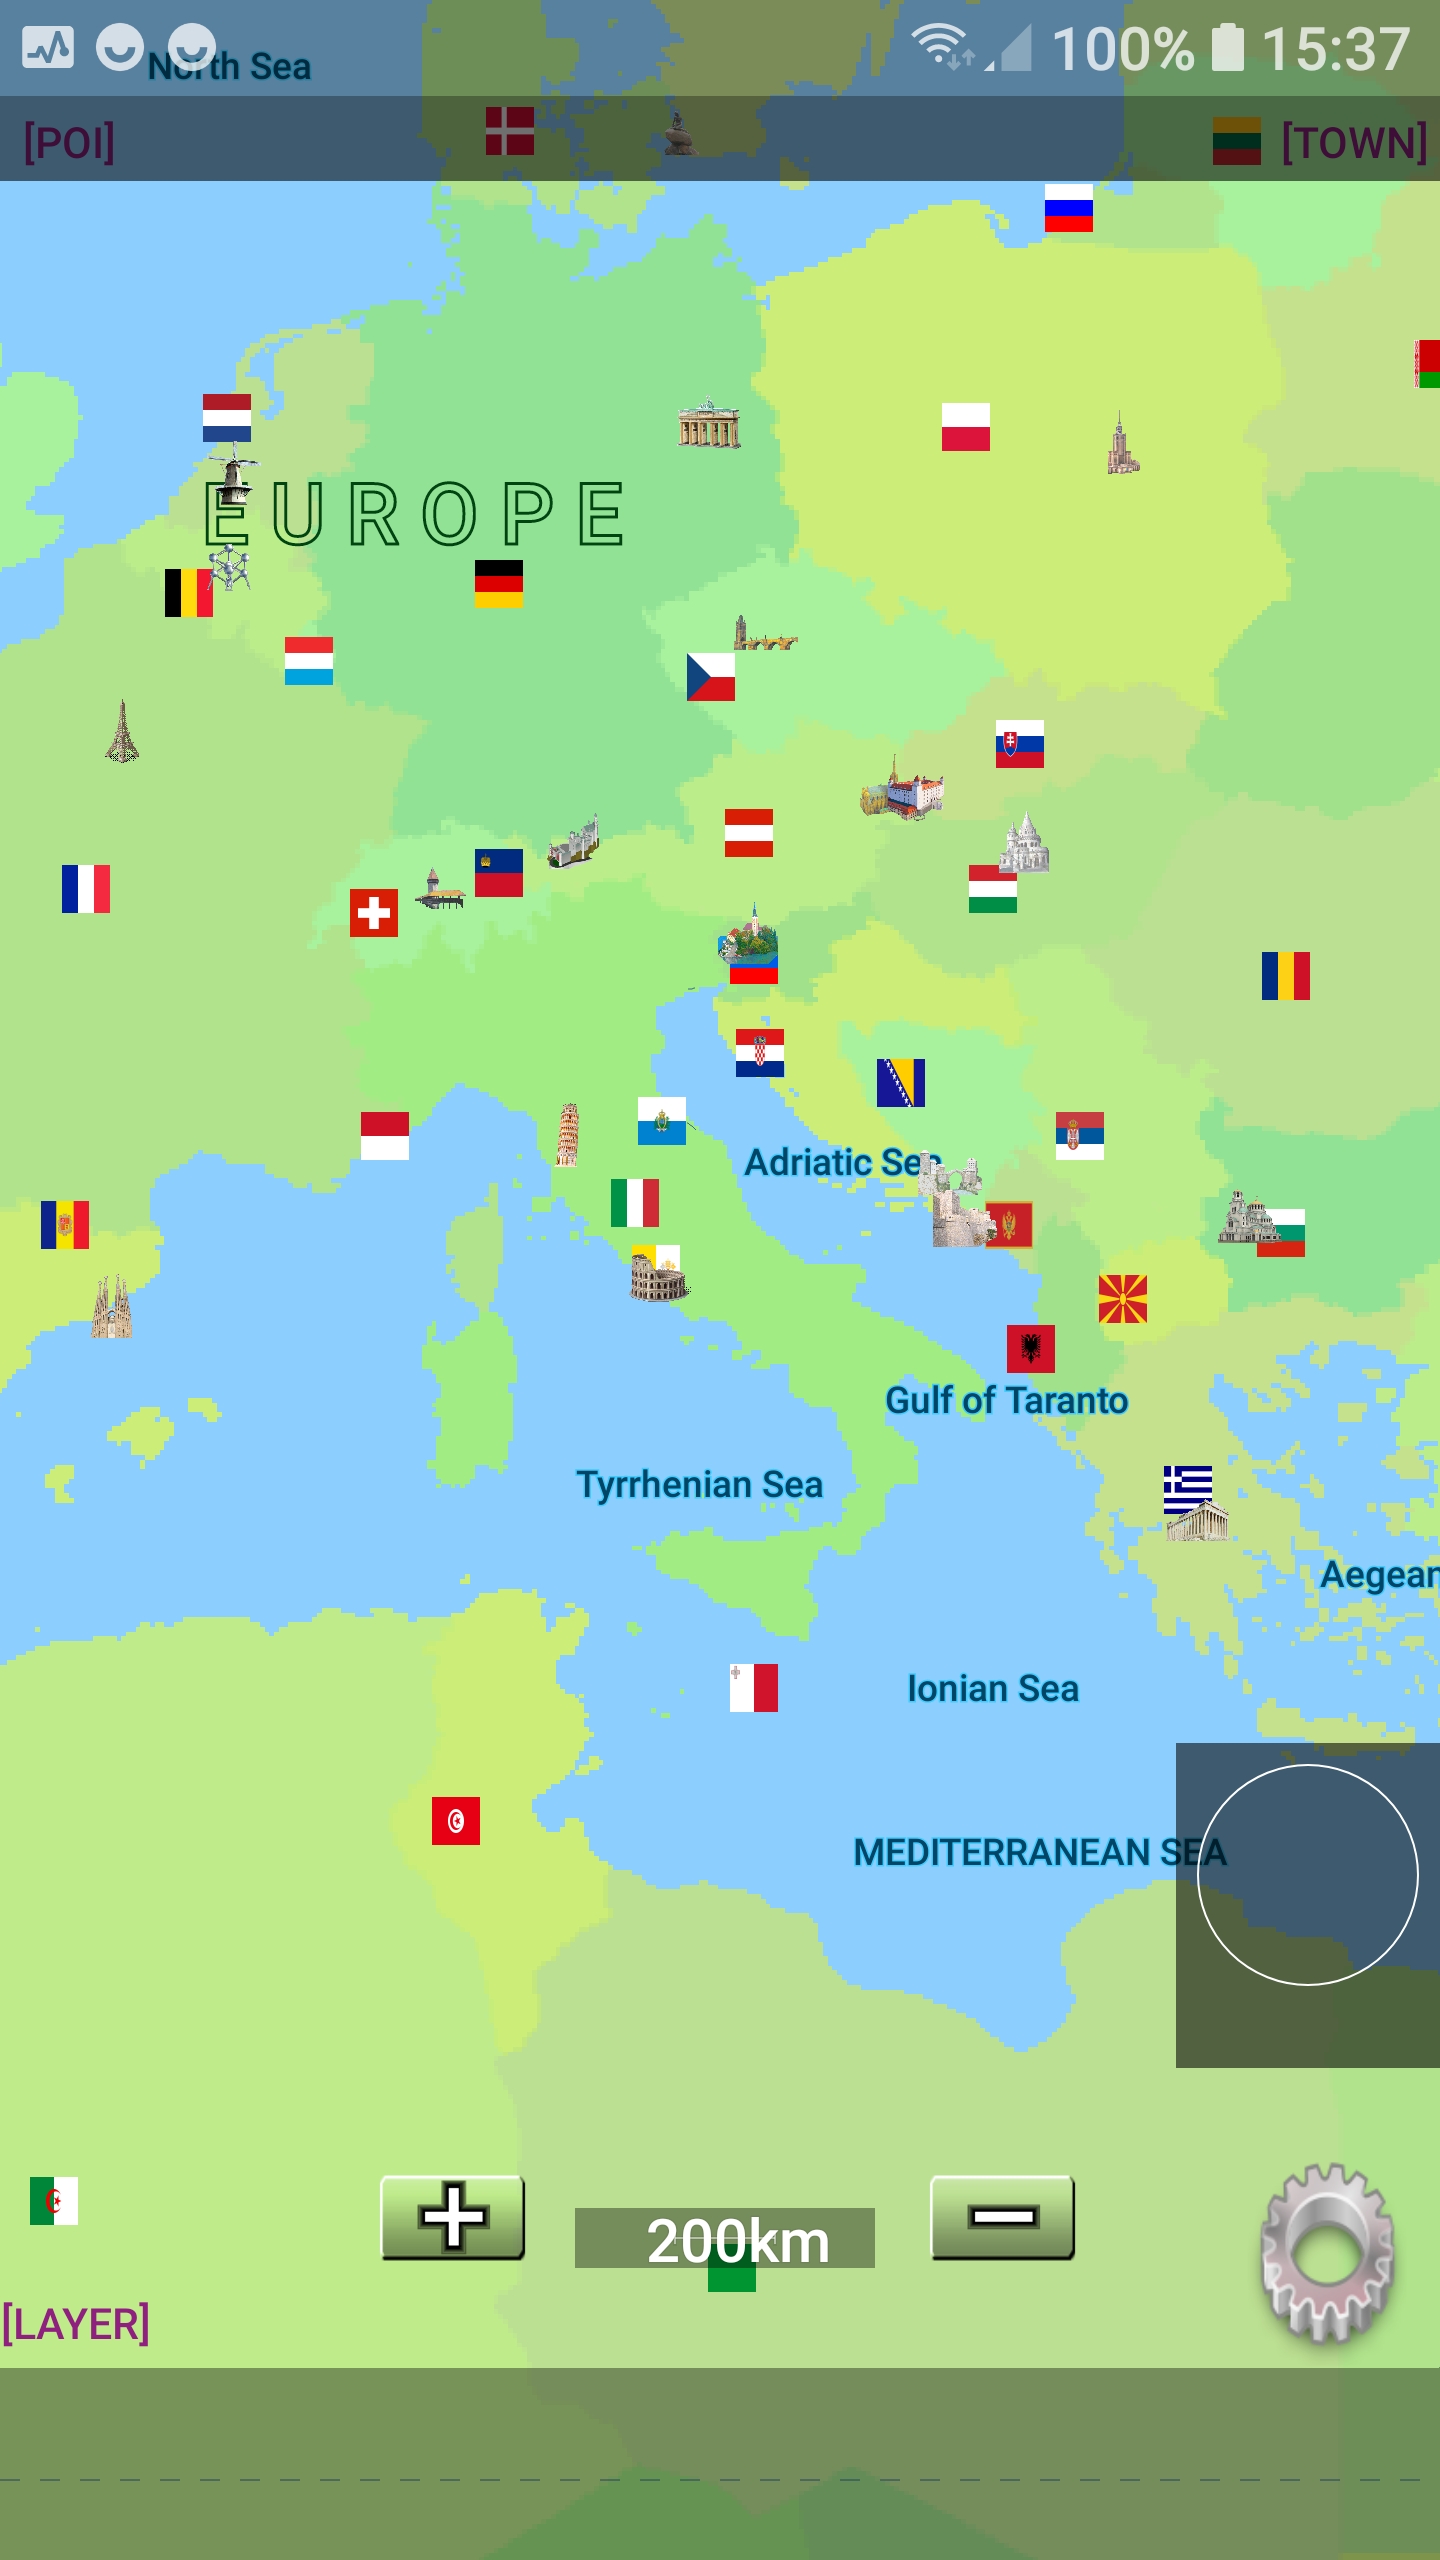 100% 15:37
North Sea
[POI]
[TOWN]
EUROPE
Adriatic Sea
Gulf of Taranto
Tyrrhenian Sea
Aegean
Ionian Sea
MEDITERRANEAN SEA
200km
[LAYER]